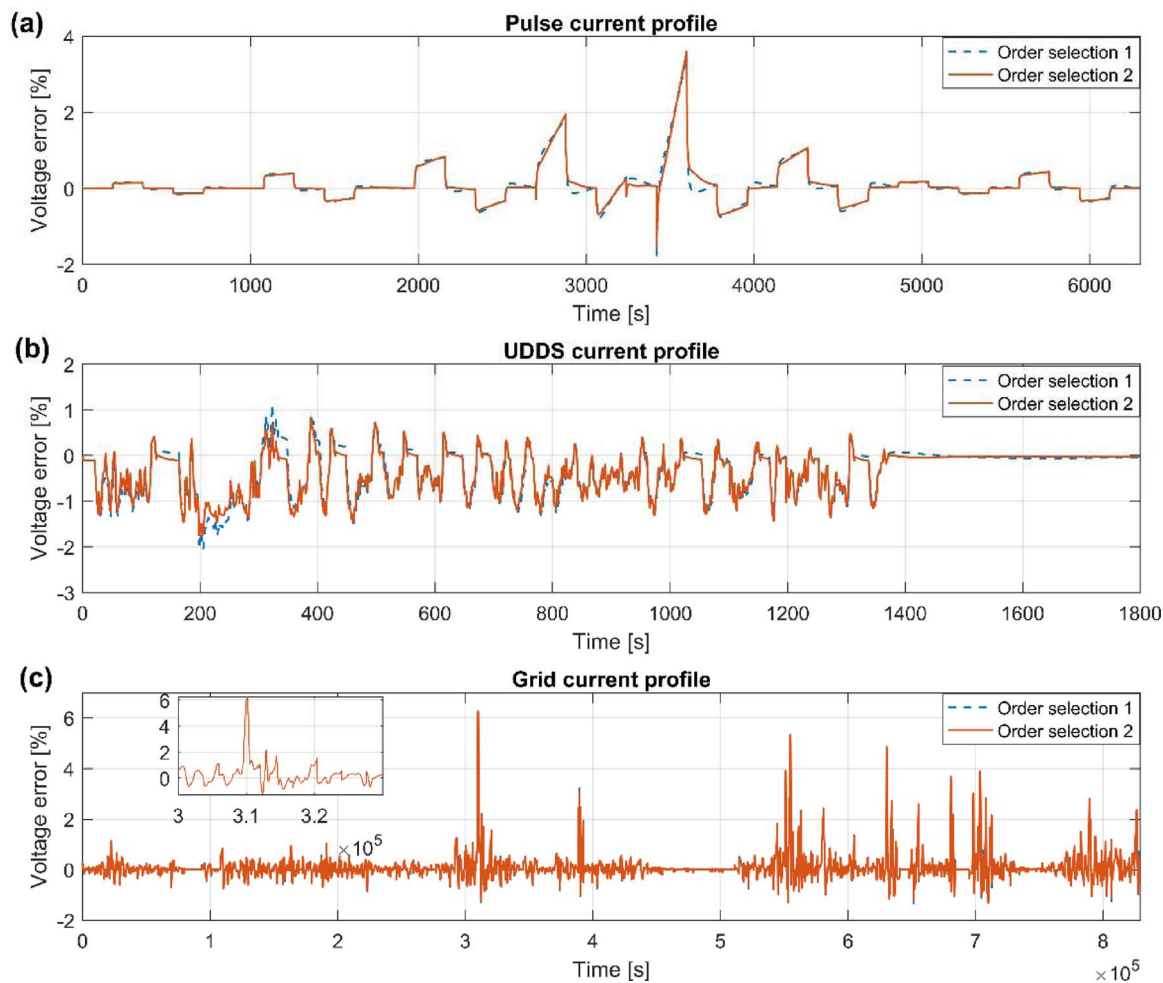 (a)
Pulse current profile
Voltage error [%]
4
2
0
-2
Order selection 1
Order selection 2
0
1000
2000
3000
4000
5000
6000
Time [s]
(b)
UDDS current profile
Voltage error [%]
2
1
0
-1
-2
-3
Order selection 1
Order selection 2
0
200
400
600
800
1000
1200
1400
1600
1800
Time [s]
(c)
Grid current profile
Voltage error [%]
6
4
2
0
-2
6
4
2
0
3
3.1
3.2
×10^5
Order selection 1
Order selection 2
0
1
2
3
4
5
6
7
8
Time [s]
×10^5